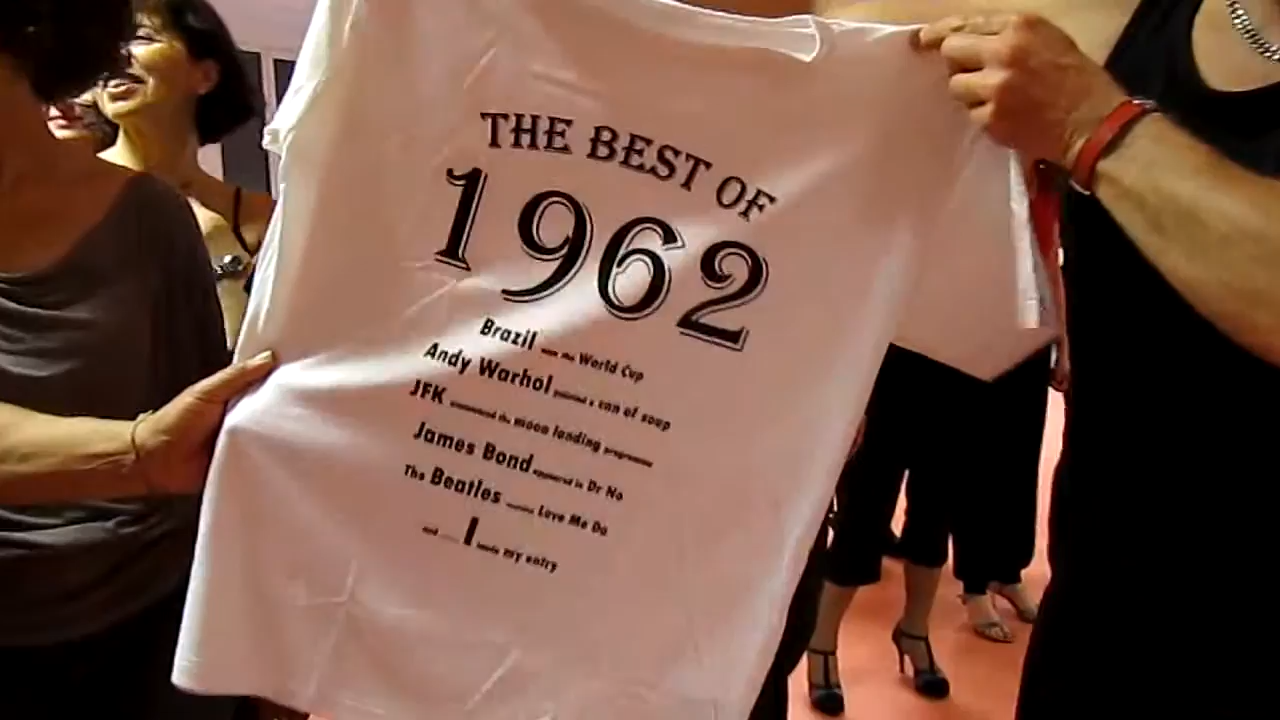 THE BEST OF
1962
Brazil won the World Cup
Andy Warhol painted a can of soup
JFK announced the moon landing programme
James Bond appeared in Dr No
The Beatles Love Me Do
and I made my entry